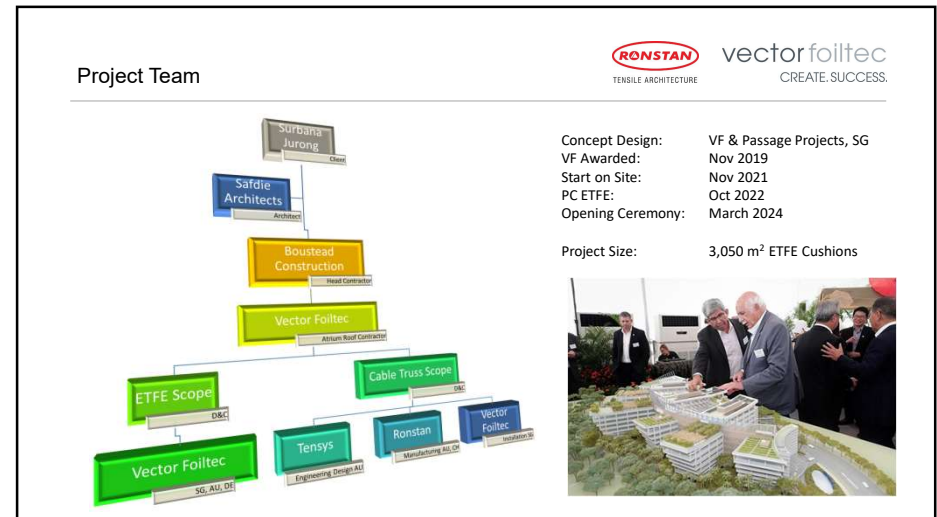 Project Team
RONSTAN
TENSILE ARCHITECTURE
vectorfoiltec
CREATE. SUCCESS.
Surbana
Jurong
Client
Safdie
Architects
Architect
Boustead
Construction
Head Contractor
Vector Foiltec
Atrium Roof Contractor
ETFE Scope
D&C
Cable Truss Scope
D&C
Vector Foiltec
SG, AU, DE
Tensys
Engineering Design AU
Ronstan
Manufacturing AU, CH
Vector
Foiltec
Installation SG
Concept Design: VF & Passage Projects, SG
VF Awarded: Nov 2019
Start on Site: Nov 2021
PC ETFE: Oct 2022
Opening Ceremony: March 2024
Project Size: 3,050 m² ETFE Cushions